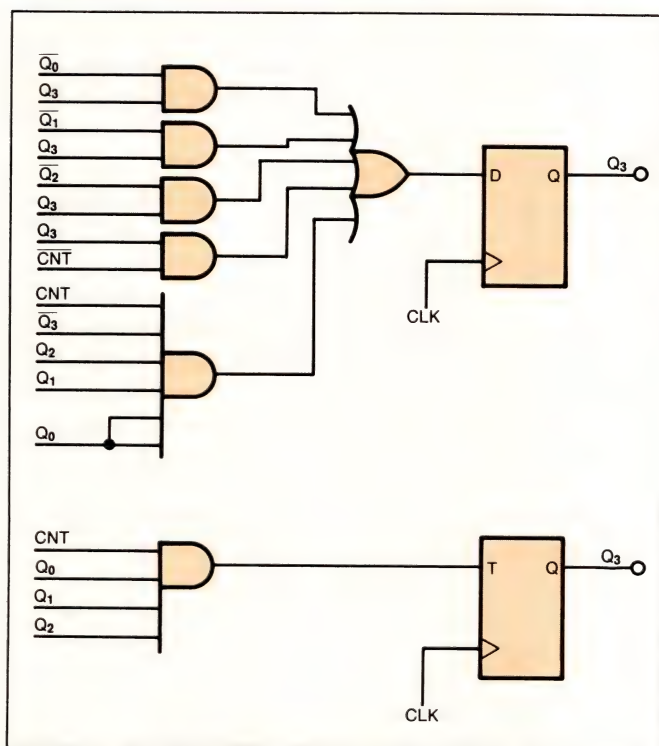 Q̅₀
Q₃
Q̅₁
Q₃
Q̅₂
Q₃
Q₃
C̅N̅T̅
CNT
Q̅₃
Q₂
Q₁
Q₀
D Q
Q₃
CLK
CNT
Q₀
Q₁
Q₂
T Q
Q₃
CLK